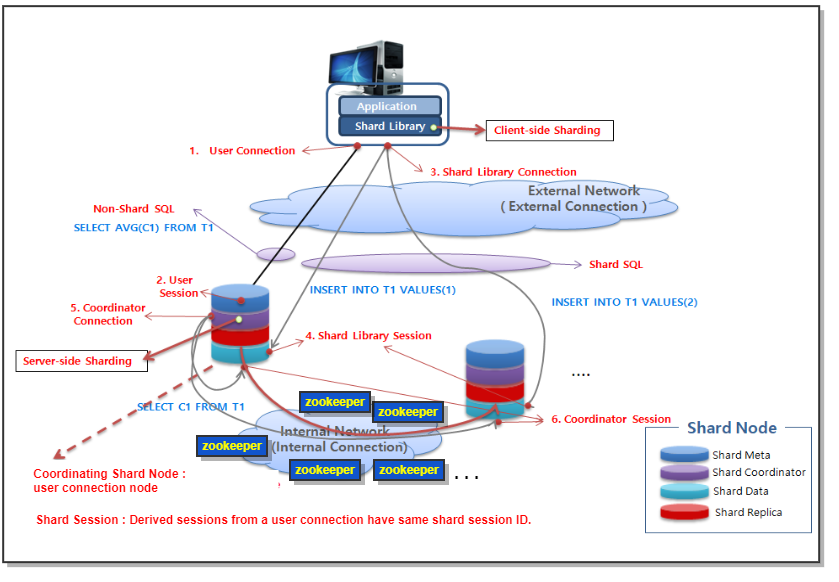 Application
Shard Library
Client-side Sharding
1. User Connection
3. Shard Library Connection
External Network
( External Connection )
Non-Shard SQL
SELECT AVG(C1) FROM T1
Shard SQL
2. User
Session
INSERT INTO T1 VALUES(1)
INSERT INTO T1 VALUES(2)
5. Coordinator
Connection
4. Shard Library Session
Server-side Sharding
....
SELECT C1 FROM T1
zookeeper
zookeeper
6. Coordinator Session
Internal Network
(Internal Connection)
zookeeper
zookeeper
zookeeper
. . .
Coordinating Shard Node :
user connection node
Shard Session : Derived sessions from a user connection have same shard session ID.
Shard Node
Shard Meta
Shard Coordinator
Shard Data
Shard Replica